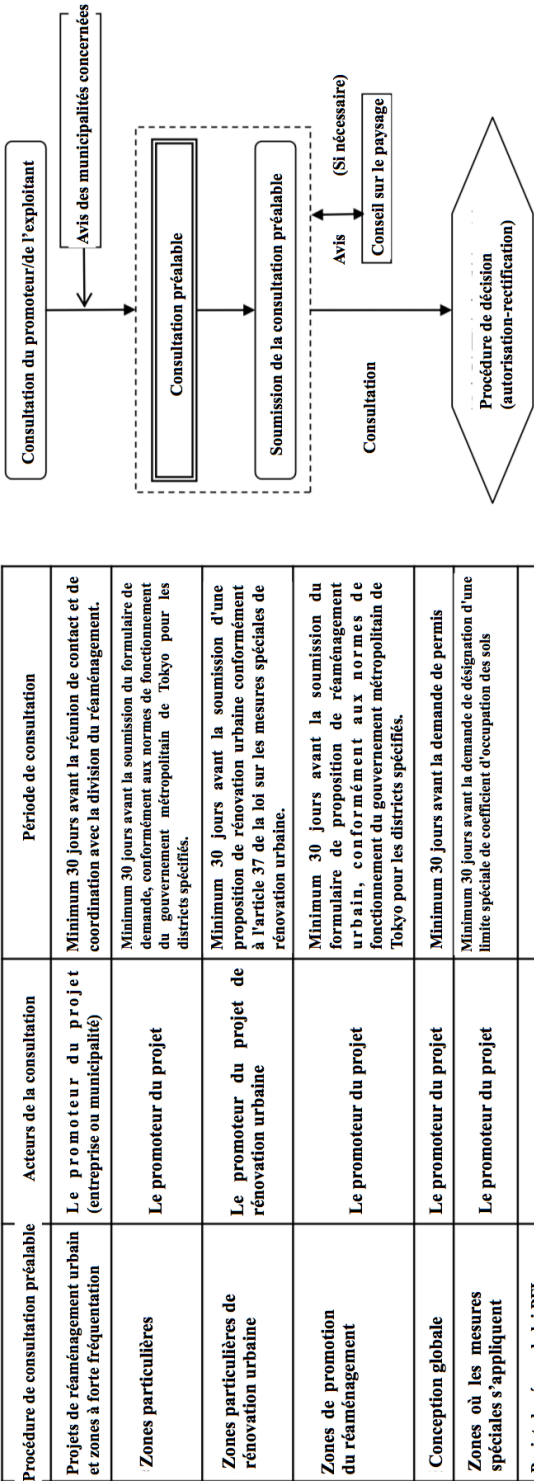 Procédure de consultation préalable
Acteurs de la consultation
Période de consultation
Projets de réaménagement urbain
et zones à forte fréquentation
Le promoteur du projet
(entreprise ou municipalité)
Minimum 30 jours avant la réunion de contact et de
coordination avec la division du réaménagement.
Zones particulières
Le promoteur du projet
Minimum 30 jours avant la soumission du formulaire de
demande, conformément aux normes de fonctionnement
du gouvernement métropolitain de Tokyo pour les
districts spécifiés.
Zones particulières de
rénovation urbaine
Le promoteur du projet de
rénovation urbaine
Minimum 30 jours avant la soumission d'une
proposition de rénovation urbaine conformément
à l'article 37 de la loi sur les mesures spéciales de
rénovation urbaine.
Zones de promotion
du réaménagement
Le promoteur du projet
Minimum 30 jours avant la soumission du
formulaire de proposition de réaménagement
urbain, conformément aux normes de
fonctionnement du gouvernement métropolitain de
Tokyo pour les districts spécifiés.
Conception globale
Le promoteur du projet
Minimum 30 jours avant la demande de permis
Zones où les mesures
spéciales s'appliquent
Le promoteur du projet
Minimum 30 jours avant la demande de désignation d'une
limite spéciale de coefficient d'occupation des sols
Consultation du promoteur/de l'exploitant
Avis des municipalités concernées
Consultation préalable
Soumission de la consultation préalable
Consultation
Avis
(Si nécessaire)
Conseil sur le paysage
Procédure de décision
(autorisation-rectification)